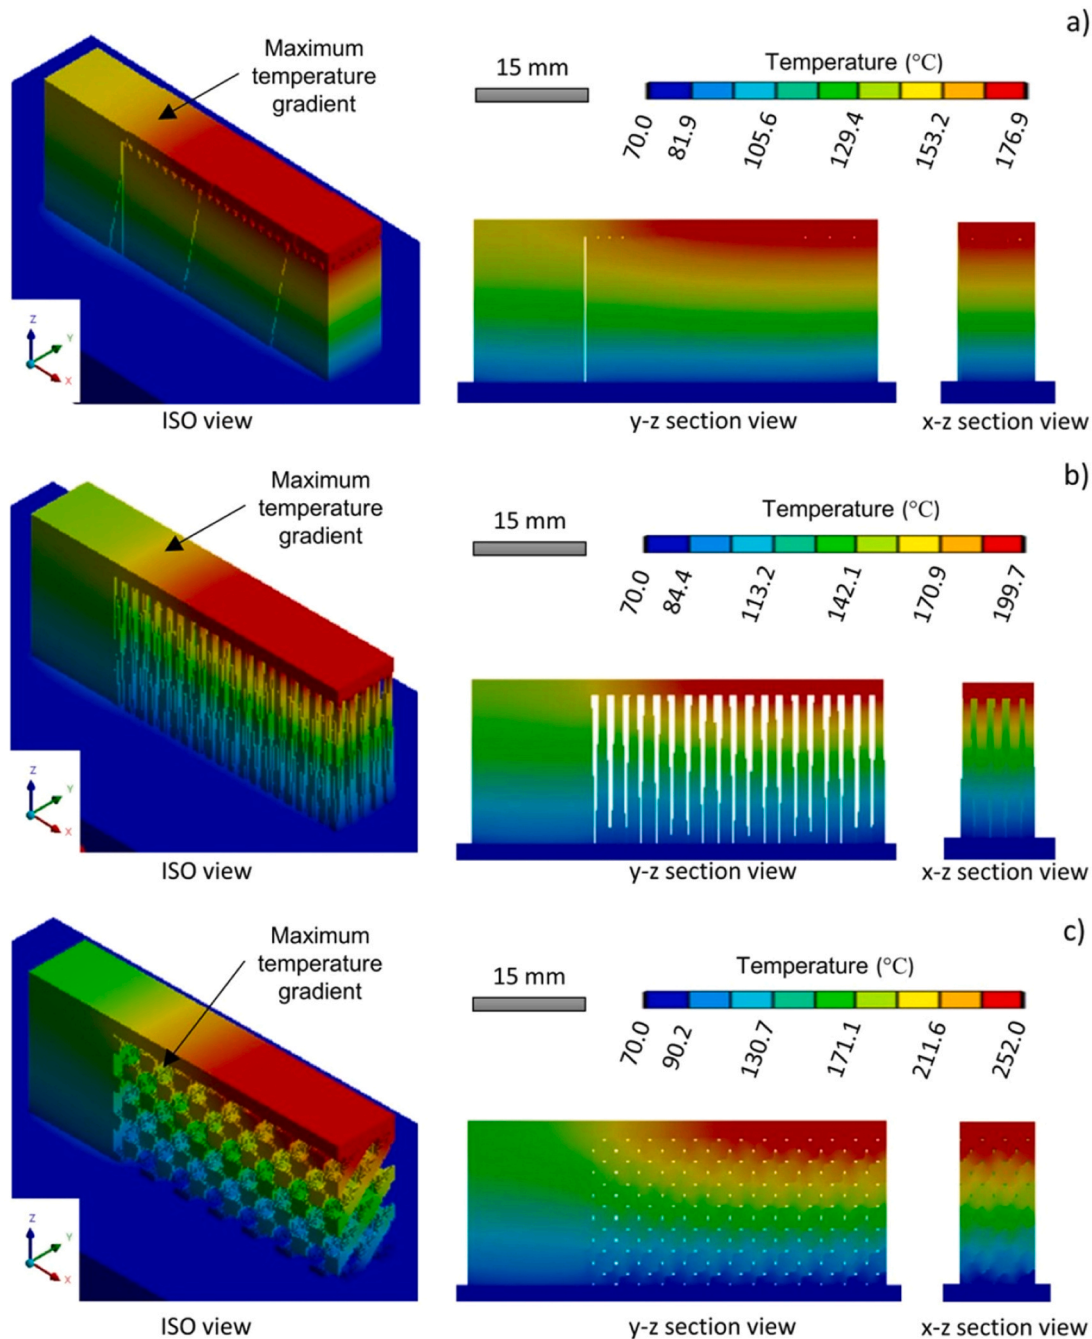 a)
Maximum
temperature
gradient
15 mm
Temperature (°C)
70.0 81.9 105.6 129.4 153.2 176.9
Z Y X
ISO view
y-z section view
x-z section view
b)
Maximum
temperature
gradient
15 mm
Temperature (°C)
70.0 84.4 113.2 142.1 170.9 199.7
Z Y X
ISO view
y-z section view
x-z section view
c)
Maximum
temperature
gradient
15 mm
Temperature (°C)
70.0 90.2 130.7 171.1 211.6 252.0
Z Y X
ISO view
y-z section view
x-z section view